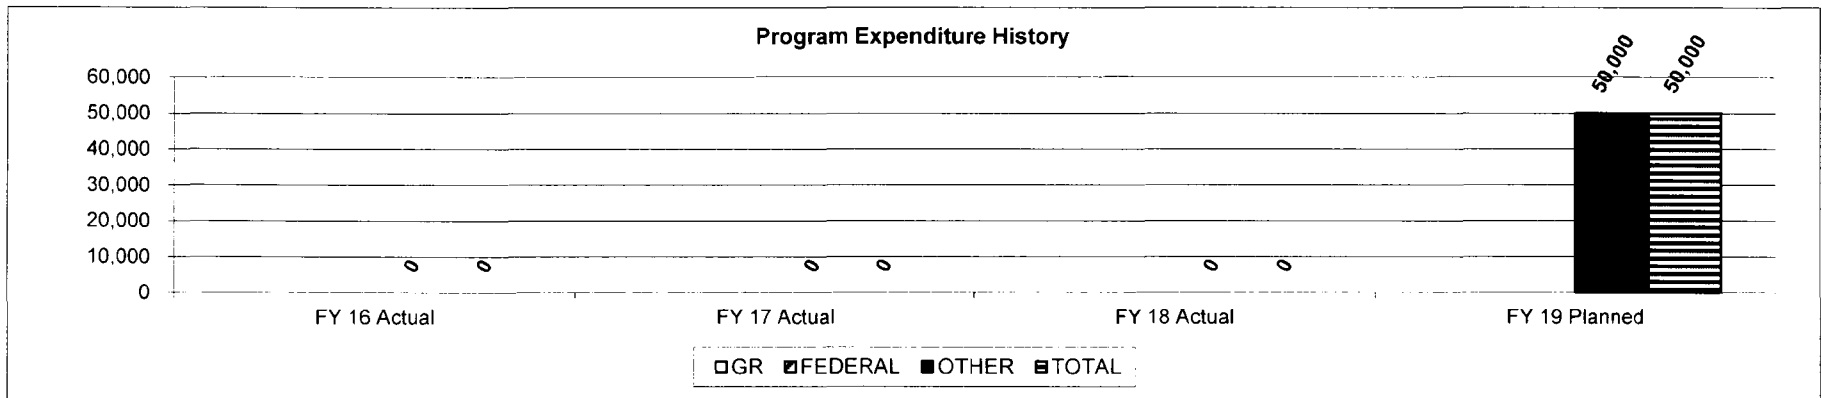 Program Expenditure History
50,000 50,000
60,000
50,000
40,000
30,000
20,000
10,000
0
0 0 0 0 0 0
FY 16 Actual FY 17 Actual FY 18 Actual FY 19 Planned
GR FEDERAL OTHER TOTAL